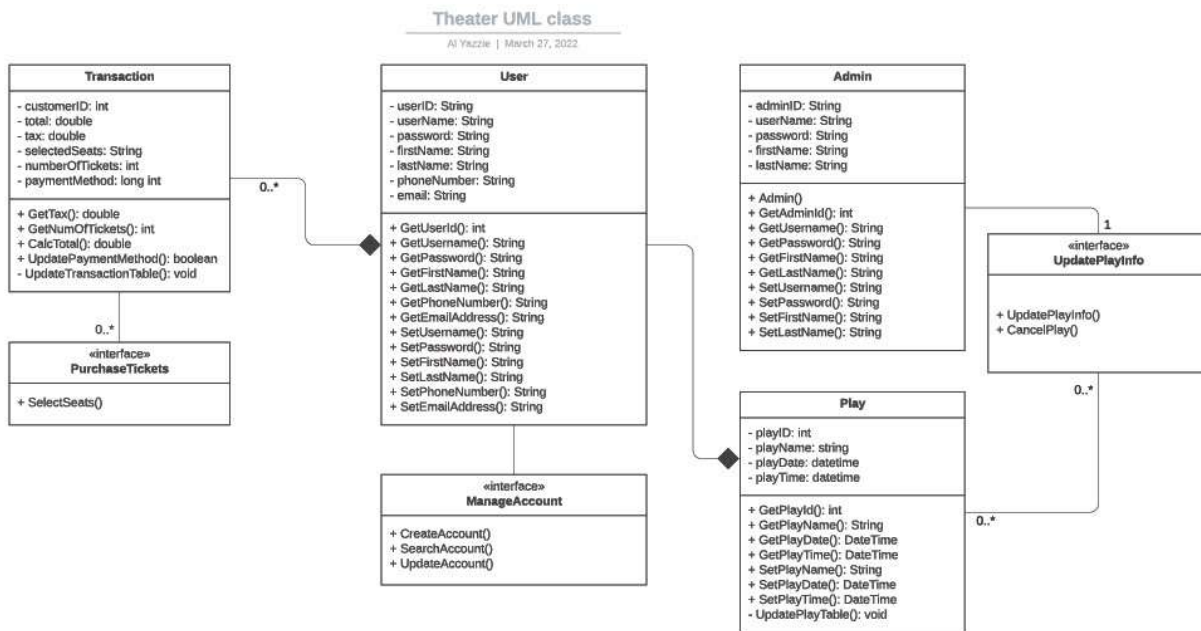 Theater UML class
Al Yazzie | March 27, 2022
Transaction
- customerID: int
- total: double
- tax: double
- selectedSeats: String
- numberOfTickets: int
- paymentMethod: long int
+ GetTax(): double
+ GetNumOfTickets(): int
+ CalcTotal(): double
+ UpdatePaymentMethod(): boolean
- UpdateTransactionTable(): void
0..*
0..*
«interface»
PurchaseTickets
+ SelectSeats()
User
- userID: String
- userName: String
- password: String
- firstName: String
- lastName: String
- phoneNumber: String
- email: String
+ GetUserId(): int
+ GetUsername(): String
+ GetPassword(): String
+ GetFirstName(): String
+ GetLastName(): String
+ GetPhoneNumber(): String
+ GetEmailAddress(): String
+ SetUsername(): String
+ SetPassword(): String
+ SetFirstName(): String
+ SetLastName(): String
+ SetPhoneNumber(): String
+ SetEmailAddress(): String
«interface»
ManageAccount
+ CreateAccount()
+ SearchAccount()
+ UpdateAccount()
Admin
- adminID: String
- userName: String
- password: String
- firstName: String
- lastName: String
+ Admin()
+ GetAdminId(): int
+ GetUsername(): String
+ GetPassword(): String
+ GetFirstName(): String
+ GetLastName(): String
+ SetUsername(): String
+ SetPassword(): String
+ SetFirstName(): String
+ SetLastName(): String
1
«interface»
UpdatePlayInfo
+ UpdatePlayInfo()
+ CancelPlay()
0..*
Play
- playID: int
- playName: string
- playDate: datetime
- playTime: datetime
+ GetPlayId(): int
+ GetPlayName(): String
+ GetPlayDate(): DateTime
+ GetPlayTime(): DateTime
+ SetPlayName(): String
+ SetPlayDate(): DateTime
+ SetPlayTime(): DateTime
- UpdatePlayTable(): void
0..*